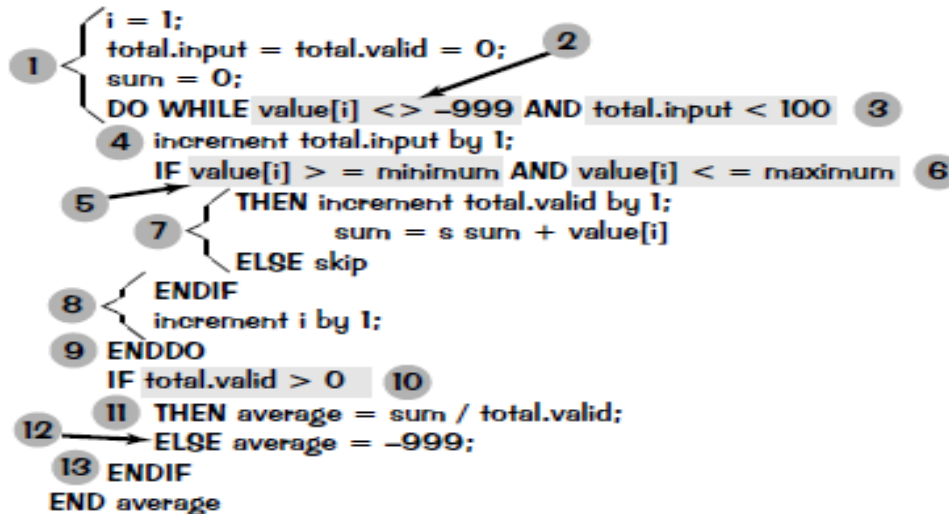 i = 1;
total.input = total.valid = 0; 2
1 sum = 0;
DO WHILE value[i] < > -999 AND total.input < 100 3
4 increment total.input by 1;
IF value[i] > = minimum AND value[i] < = maximum 6
5 THEN increment total.valid by 1;
7 sum = s sum + value[i]
ELSE skip
8 ENDIF
increment i by 1;
9 ENDDO
IF total.valid > 0 10
11 THEN average = sum / total.valid;
12 ELSE average = -999;
13 ENDIF
END average